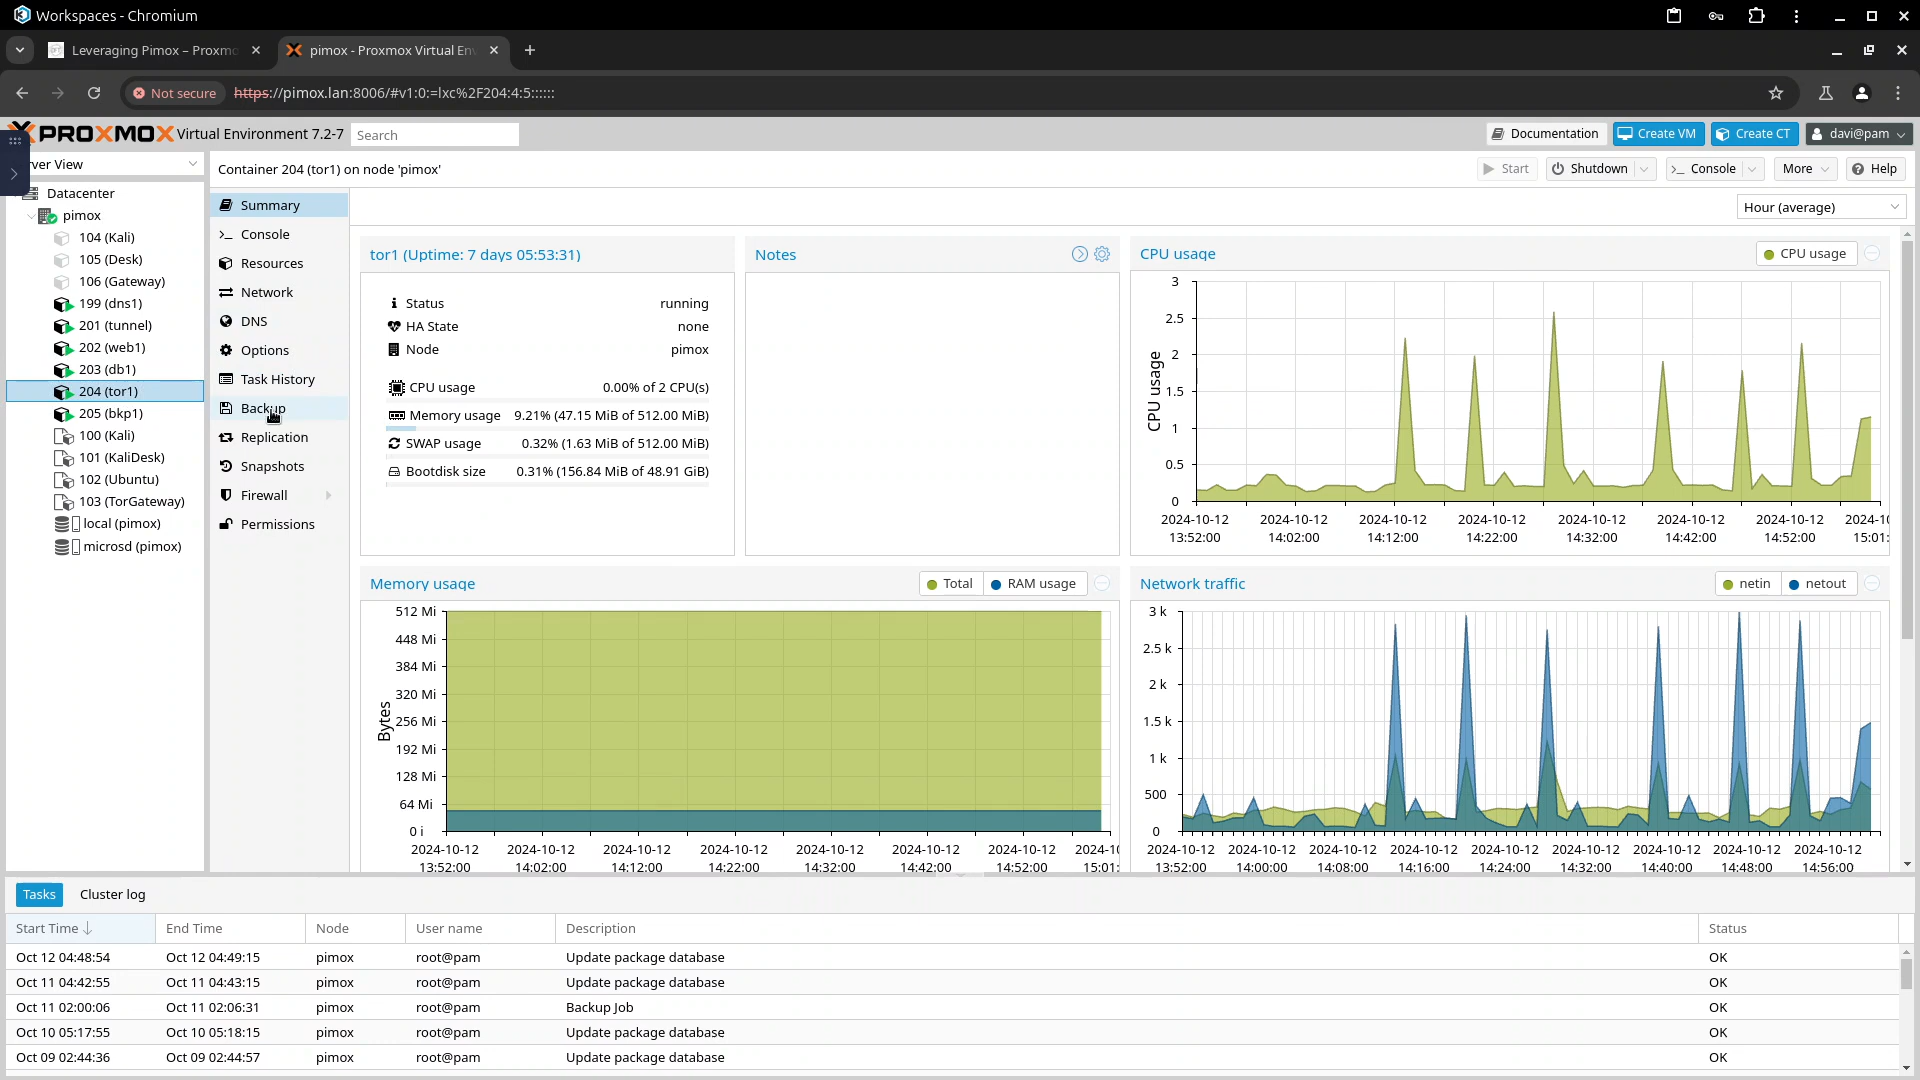 Workspaces - Chromium
Leveraging Pimox – Proxmo
pimox - Proxmox Virtual En
Not secure
https://pimox.lan:8006/#v1:0:=lxc%2F204:4:5::::::
PROXMOX Virtual Environment 7.2-7
Search
Documentation
Create VM
Create CT
davi@pam
rver View
Container 204 (tor1) on node 'pimox'
Start
Shutdown
Console
More
Help
Datacenter
pimox
104 (Kali)
105 (Desk)
106 (Gateway)
199 (dns1)
201 (tunnel)
202 (web1)
203 (db1)
204 (tor1)
205 (bkp1)
100 (Kali)
101 (KaliDesk)
102 (Ubuntu)
103 (TorGateway)
local (pimox)
microsd (pimox)
Summary
Console
Resources
Network
DNS
Options
Task History
Backup
Replication
Snapshots
Firewall
Permissions
Hour (average)
tor1 (Uptime: 7 days 05:53:31)
Status running
HA State none
Node pimox
CPU usage 0.00% of 2 CPU(s)
Memory usage 9.21% (47.15 MiB of 512.00 MiB)
SWAP usage 0.32% (1.63 MiB of 512.00 MiB)
Bootdisk size 0.31% (156.84 MiB of 48.91 GiB)
Notes
CPU usage
CPU usage
3
2.5
2
1.5
1
0.5
0
CPU usage
2024-10-12 2024-10-12 2024-10-12 2024-10-12 2024-10-12 2024-10-12 2024-10-12 2024-10
13:52:00 14:02:00 14:12:00 14:22:00 14:32:00 14:42:00 14:52:00 15:01:
Memory usage
Total
RAM usage
512 Mi
448 Mi
384 Mi
320 Mi
256 Mi
192 Mi
128 Mi
64 Mi
0 i
Bytes
2024-10-12 2024-10-12 2024-10-12 2024-10-12 2024-10-12 2024-10-12 2024-10-12 2024-1
13:52:00 14:02:00 14:12:00 14:22:00 14:32:00 14:42:00 14:52:00 15:01:
Network traffic
netin
netout
3 k
2.5 k
2 k
1.5 k
1 k
500
0
2024-10-12 2024-10-12 2024-10-12 2024-10-12 2024-10-12 2024-10-12 2024-10-12 2024-10-12 2024-10-12
13:52:00 14:00:00 14:08:00 14:16:00 14:24:00 14:32:00 14:40:00 14:48:00 14:56:00
Tasks
Cluster log
Start Time End Time Node User name Description Status
Oct 12 04:48:54 Oct 12 04:49:15 pimox root@pam Update package database OK
Oct 11 04:42:55 Oct 11 04:43:15 pimox root@pam Update package database OK
Oct 11 02:00:06 Oct 11 02:06:31 pimox root@pam Backup Job OK
Oct 10 05:17:55 Oct 10 05:18:15 pimox root@pam Update package database OK
Oct 09 02:44:36 Oct 09 02:44:57 pimox root@pam Update package database OK